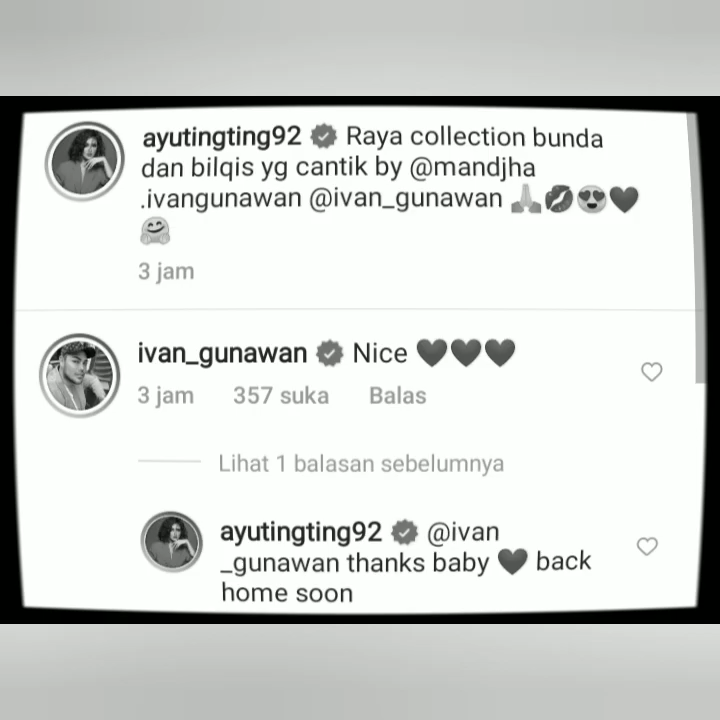 ayutingting92 Raya collection bunda
dan bilqis yg cantik by @mandjha
.ivangunawan @ivan_gunawan 🙏💋😍❤️
🤗
3 jam
ivan_gunawan Nice ❤️❤️❤️
3 jam 357 suka Balas
Lihat 1 balasan sebelumnya
ayutingting92 @ivan
_gunawan thanks baby ❤️ back
home soon